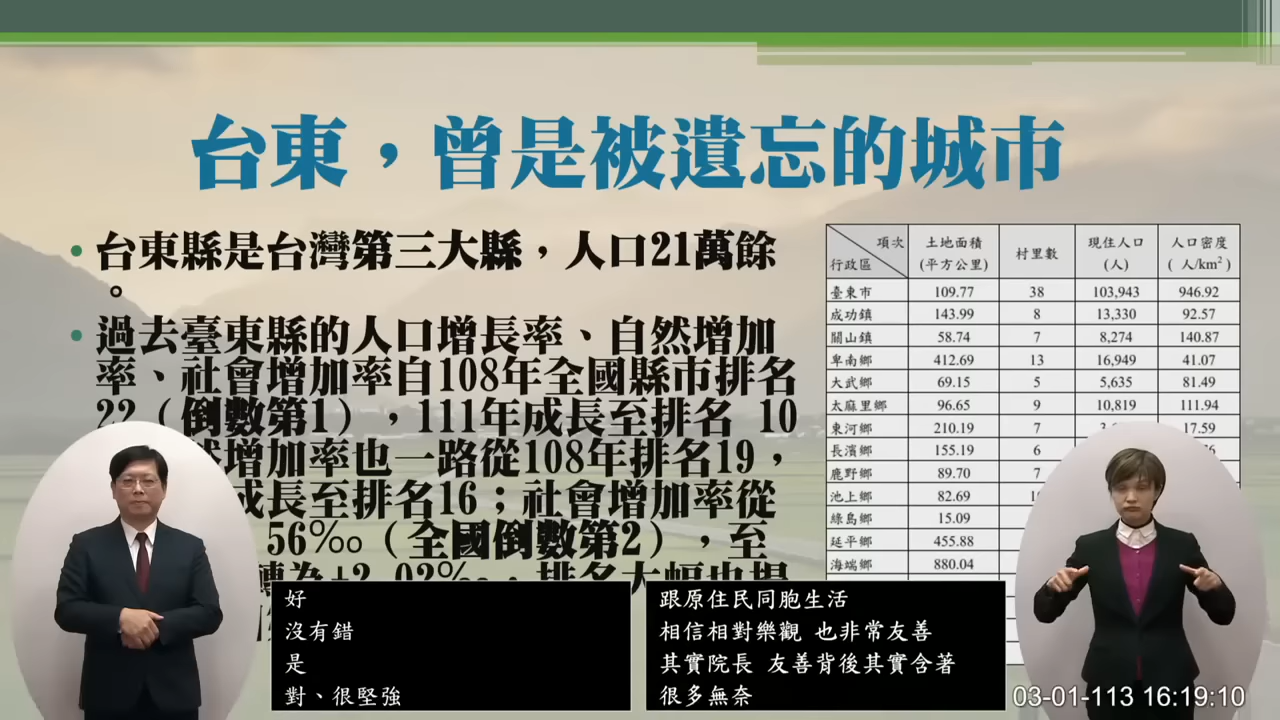 台東，曾是被遺忘的城市
• 台東縣是台灣第三大縣，人口21萬餘
。
• 過去臺東縣的人口增長率、自然增加
率、社會增加率自108年全國縣市排名
22（倒數第1），111年成長至排名 10
增加率也一路從108年排名19，
成長至排名16；社會增加率從
56‰（全國倒數第2），至
轉為+2.02‰，排名大幅由提
項次 行政區 土地面積 (平方公里) 村里數 現住人口 (人) 人口密度 ( 人/km²)
臺東市 109.77 38 103,943 946.92
成功鎮 143.99 8 13,330 92.57
關山鎮 58.74 7 8,274 140.87
卑南鄉 412.69 13 16,949 41.07
大武鄉 69.15 5 5,635 81.49
太麻里鄉 96.65 9 10,819 111.94
東河鄉 210.19 7 17.59
長濱鄉 155.19 6
鹿野鄉 89.70 7
池上鄉 82.69
綠島鄉 15.09
延平鄉 455.88
海端鄉 880.04
好
沒有錯
是
對、很堅強
跟原住民同胞生活
相信相對樂觀 也非常友善
其實院長 友善背後其實含著
很多無奈
03-01-113 16:19:10